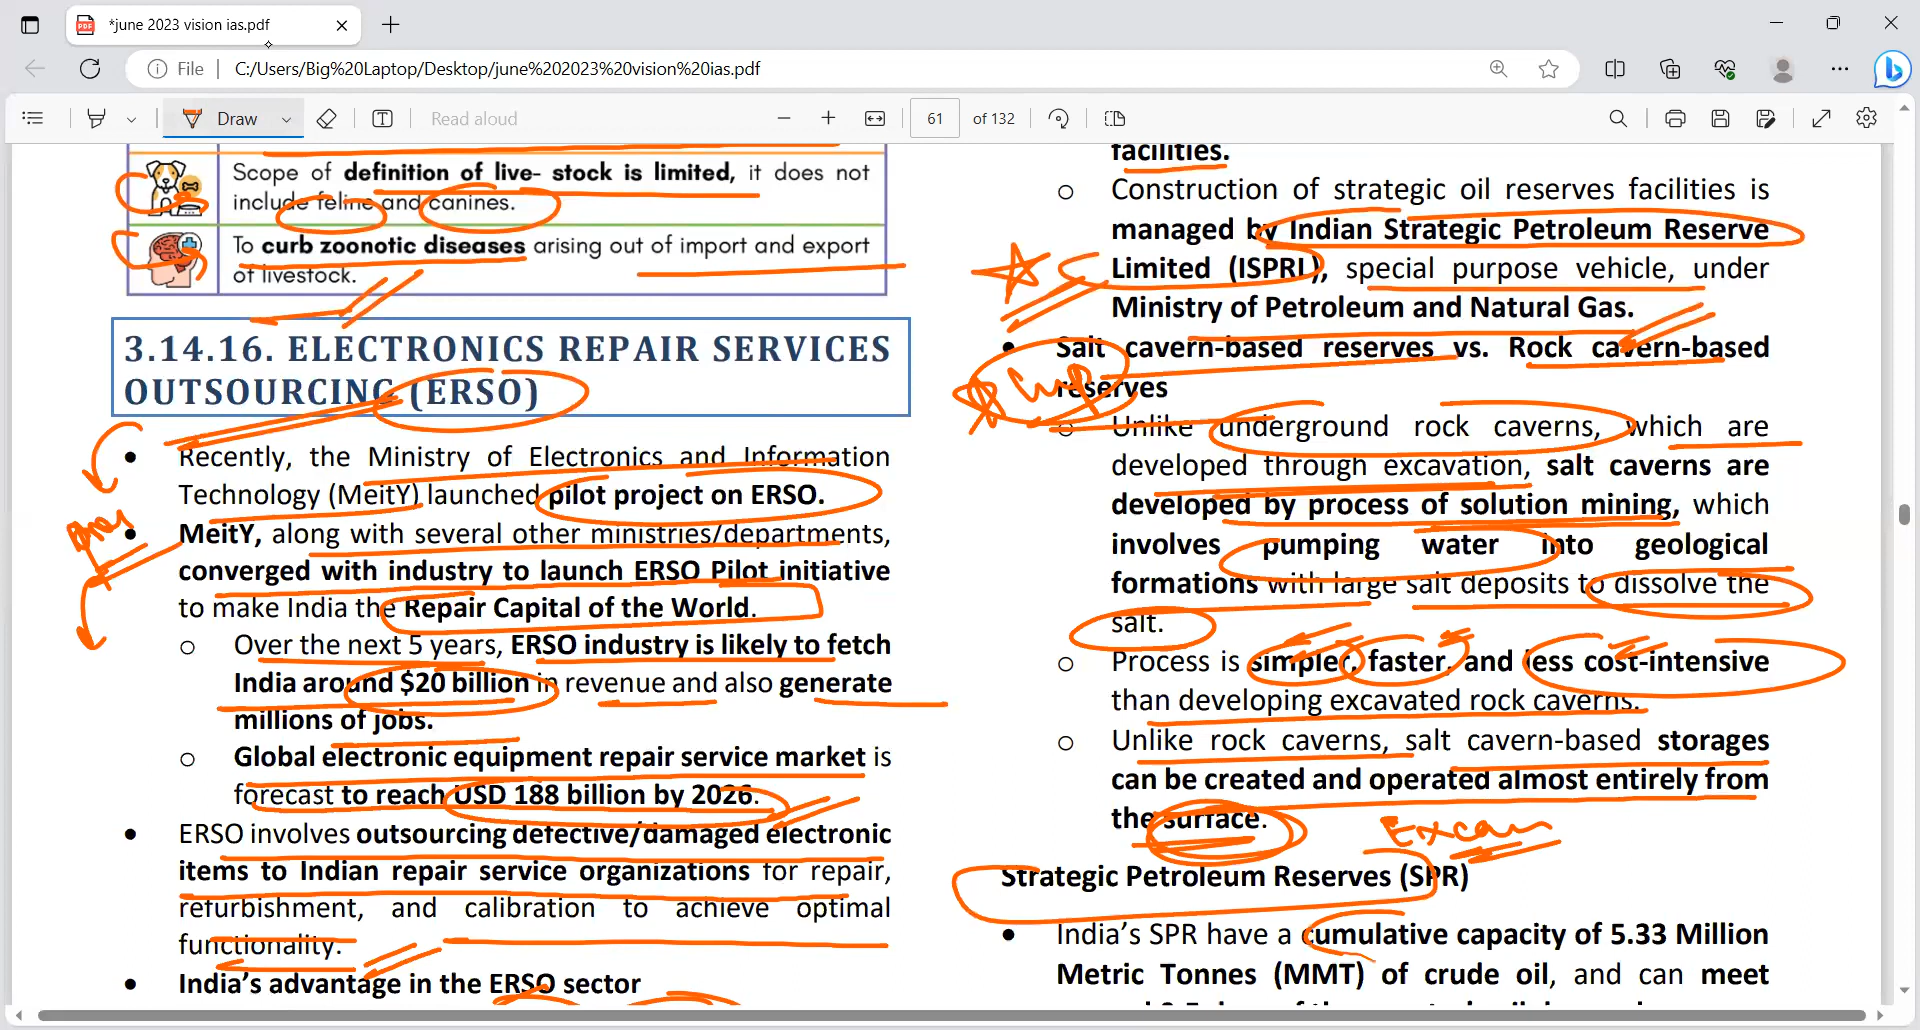 *june 2023 vision ias.pdf
File
C:/Users/Big%20Laptop/Desktop/june%202023%20vision%20ias.pdf
Draw
Read aloud
61 of 132
Scope of definition of live- stock is limited, it does not
include feline and canines.
To curb zoonotic diseases arising out of import and export
of livestock.
3.14.16. ELECTRONICS REPAIR SERVICES
OUTSOURCING (ERSO)
• Recently, the Ministry of Electronics and Information
Technology (MeitY) launched pilot project on ERSO.
• MeitY, along with several other ministries/departments,
converged with industry to launch ERSO Pilot initiative
to make India the Repair Capital of the World.
o Over the next 5 years, ERSO industry is likely to fetch
India around $20 billion in revenue and also generate
millions of jobs.
o Global electronic equipment repair service market is
forecast to reach USD 188 billion by 2026.
• ERSO involves outsourcing defective/damaged electronic
items to Indian repair service organizations for repair,
refurbishment, and calibration to achieve optimal
functionality.
• India's advantage in the ERSO sector
facilities.
o Construction of strategic oil reserves facilities is
managed by Indian Strategic Petroleum Reserve
Limited (ISPRL), special purpose vehicle, under
Ministry of Petroleum and Natural Gas.
• Salt cavern-based reserves vs. Rock cavern-based
reserves
o Unlike underground rock caverns, which are
developed through excavation, salt caverns are
developed by process of solution mining, which
involves pumping water into geological
formations with large salt deposits to dissolve the
salt.
o Process is simpler, faster, and less cost-intensive
than developing excavated rock caverns.
o Unlike rock caverns, salt cavern-based storages
can be created and operated almost entirely from
the surface.
Strategic Petroleum Reserves (SPR)
• India's SPR have a cumulative capacity of 5.33 Million
Metric Tonnes (MMT) of crude oil, and can meet